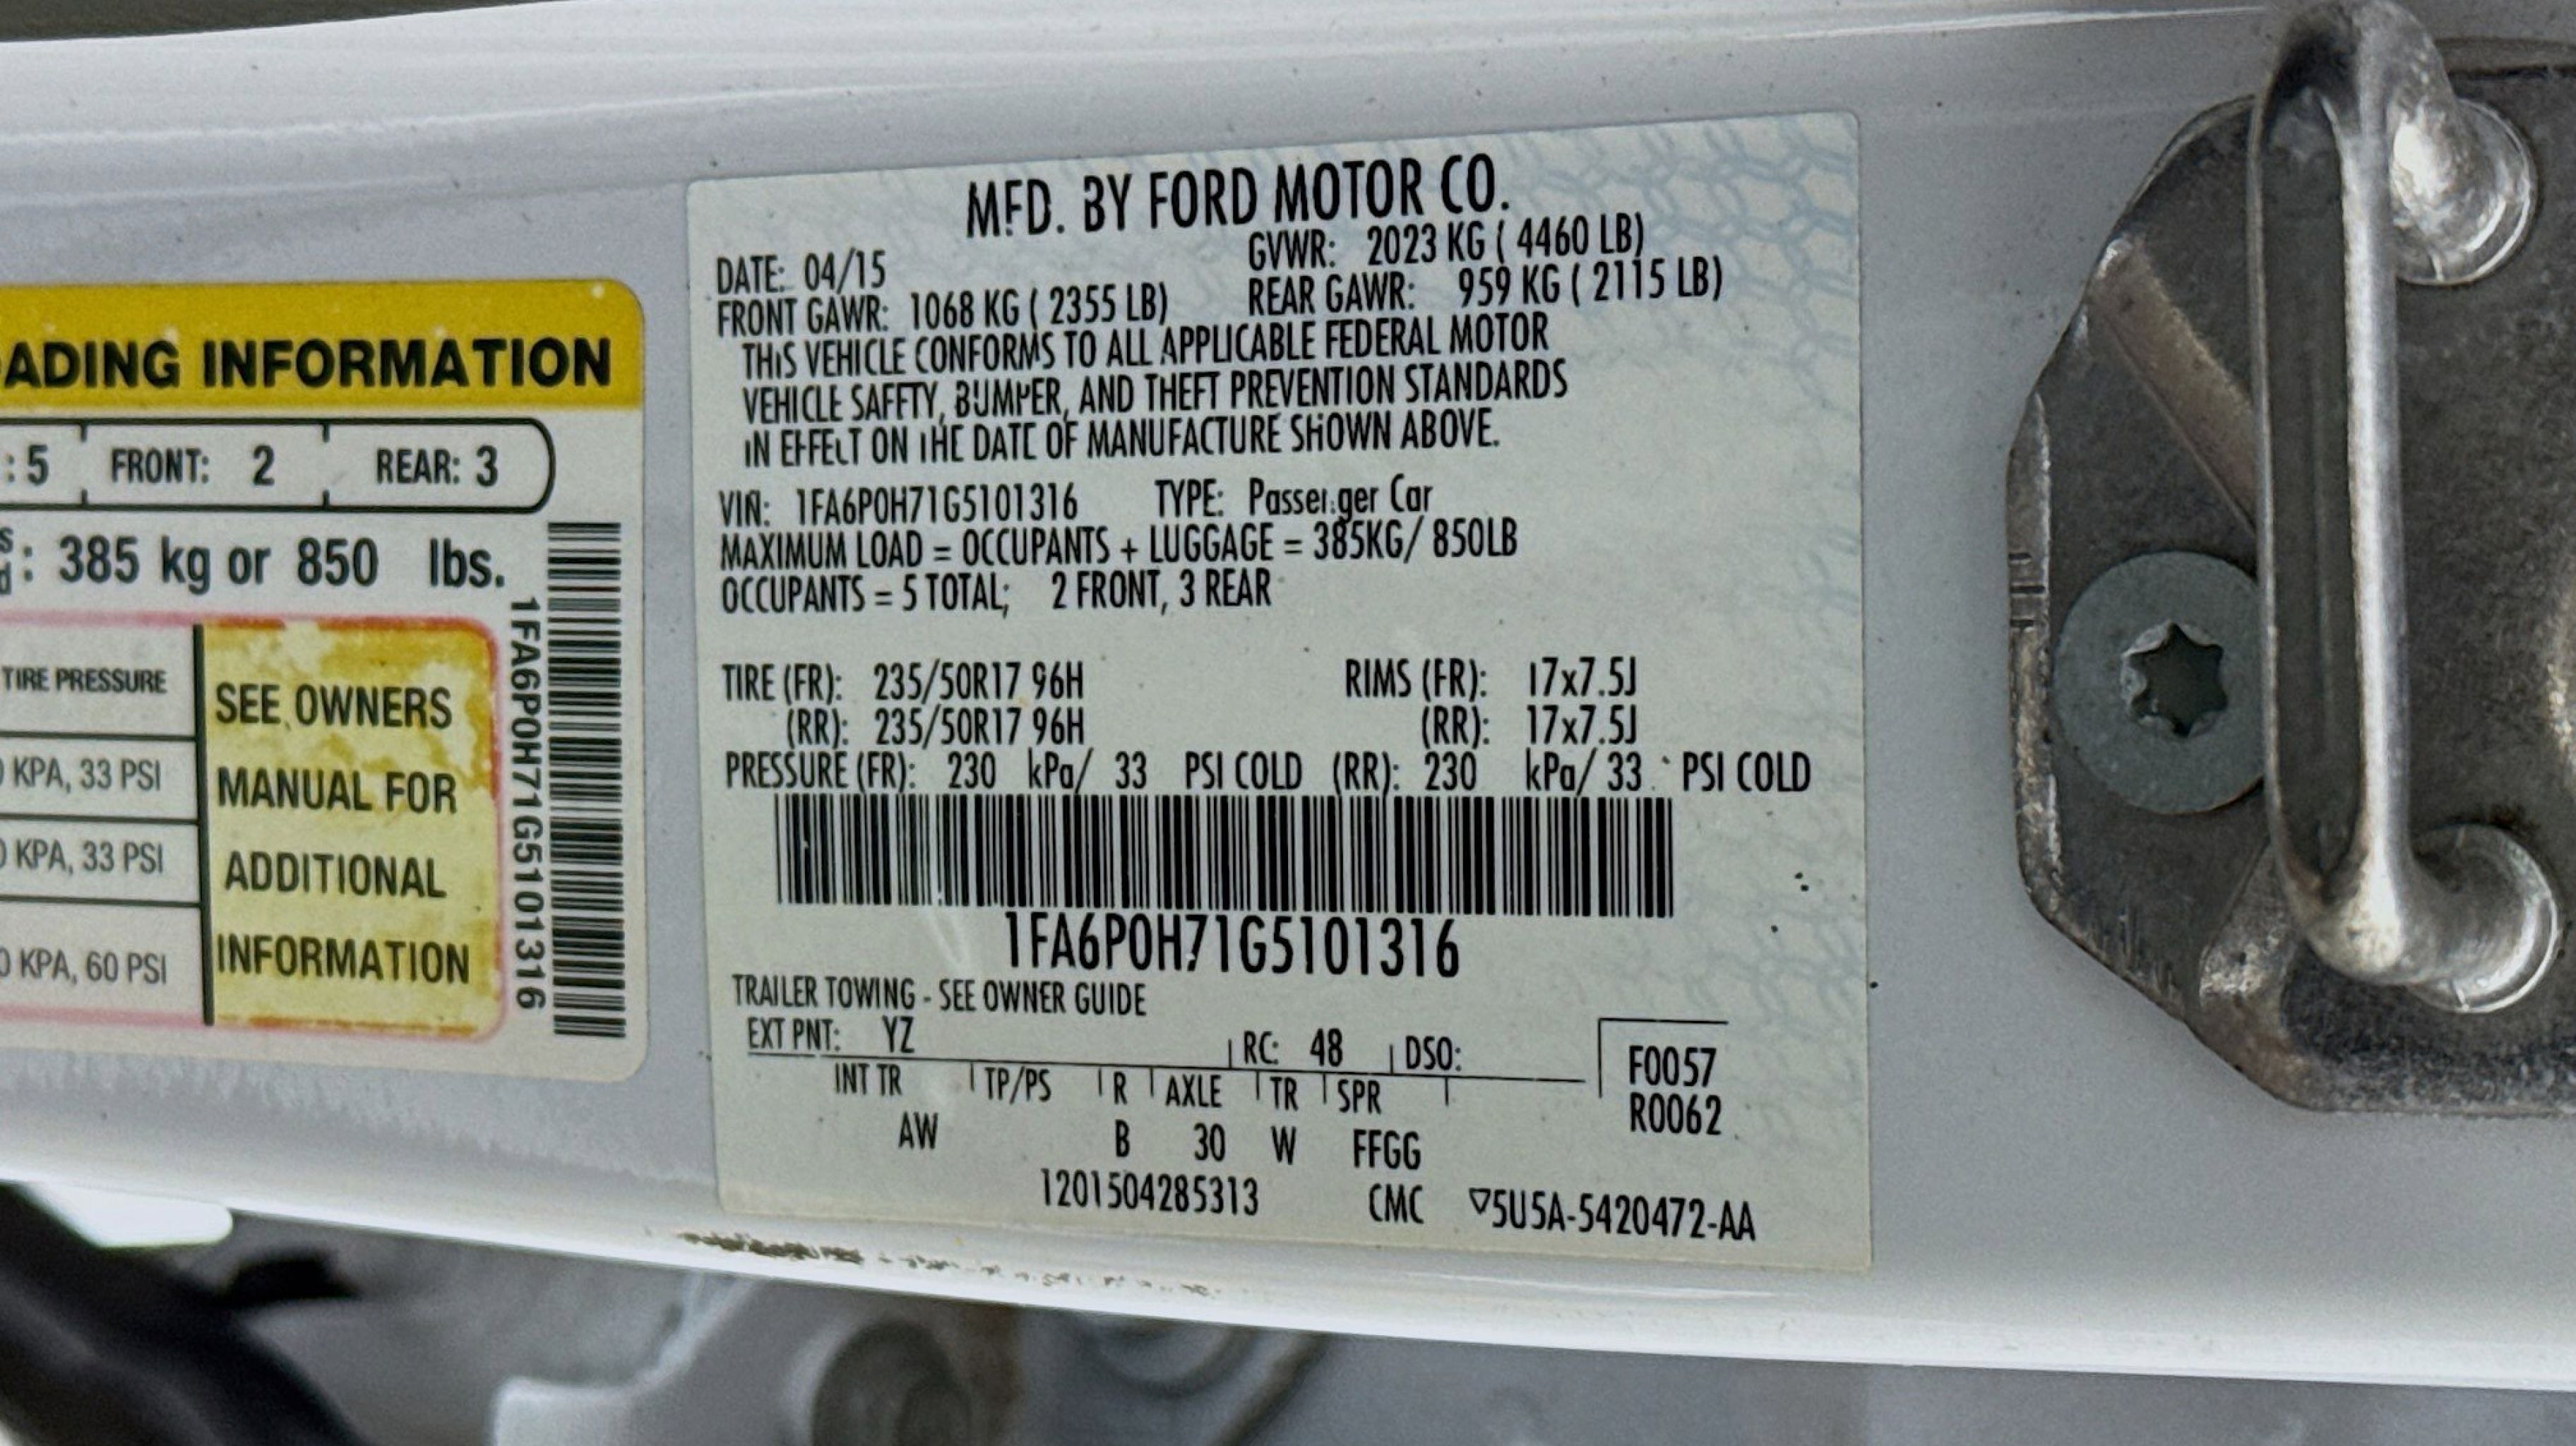 ADING INFORMATION
: 5 FRONT: 2 REAR: 3
: 385 kg or 850 lbs.
TIRE PRESSURE
KPA, 33 PSI
KPA, 33 PSI
KPA, 60 PSI
SEE OWNERS
MANUAL FOR
ADDITIONAL
INFORMATION
1FA6P0H71G5101316
MFD. BY FORD MOTOR CO.
DATE: 04/15 GVWR: 2023 KG ( 4460 LB)
FRONT GAWR: 1068 KG ( 2355 LB) REAR GAWR: 959 KG ( 2115 LB)
THIS VEHICLE CONFORMS TO ALL APPLICABLE FEDERAL MOTOR
VEHICLE SAFETY, BUMPER, AND THEFT PREVENTION STANDARDS
IN EFFECT ON THE DATE OF MANUFACTURE SHOWN ABOVE.
VIN: 1FA6P0H71G5101316 TYPE: Passenger Car
MAXIMUM LOAD = OCCUPANTS + LUGGAGE = 385KG/ 850LB
OCCUPANTS = 5 TOTAL; 2 FRONT, 3 REAR
TIRE (FR): 235/50R17 96H RIMS (FR): 17x7.5J
(RR): 235/50R17 96H (RR): 17x7.5J
PRESSURE (FR): 230 kPa/ 33 PSI COLD (RR): 230 kPa/ 33 PSI COLD
1FA6P0H71G5101316
TRAILER TOWING - SEE OWNER GUIDE
EXT PNT: YZ RC: 48 DSO:
INT TR TP/PS R AXLE TR SPR
AW B 30 W FFGG
F0057
R0062
1201504285313 CMC ▽5U5A-5420472-AA